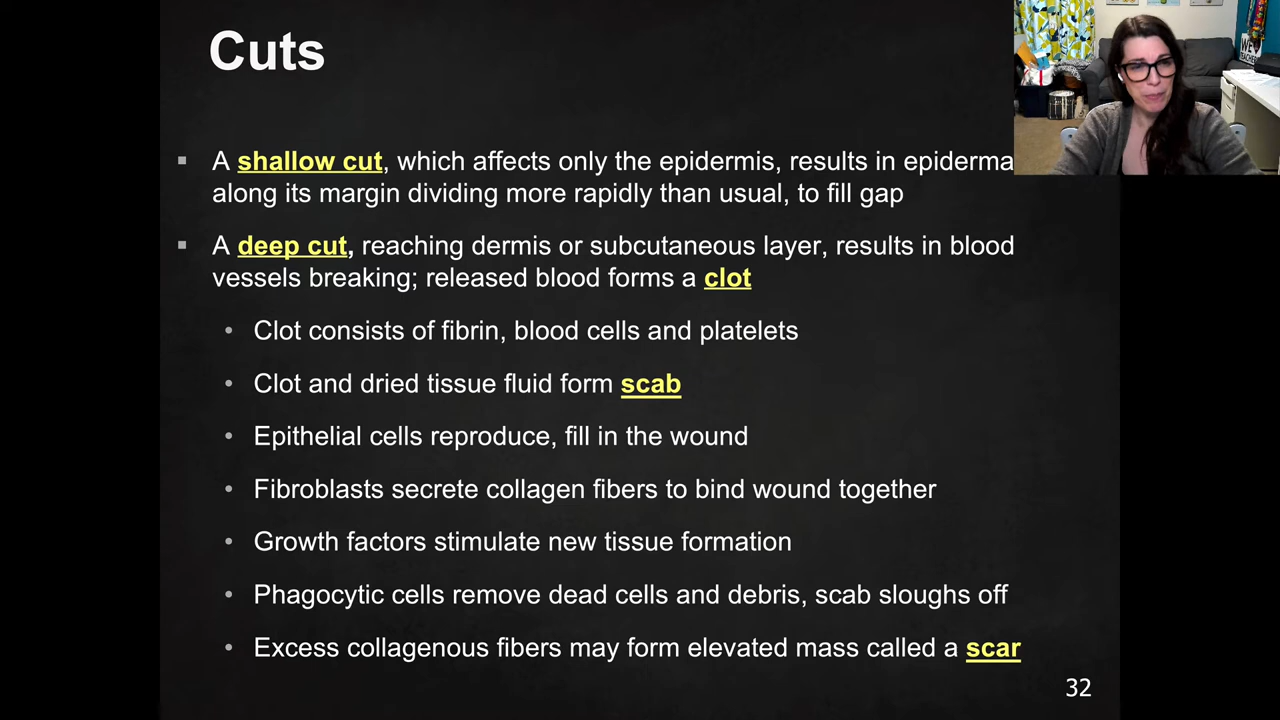 Cuts
A shallow cut, which affects only the epidermis, results in epiderma
along its margin dividing more rapidly than usual, to fill gap
A deep cut, reaching dermis or subcutaneous layer, results in blood
vessels breaking; released blood forms a clot
Clot consists of fibrin, blood cells and platelets
Clot and dried tissue fluid form scab
Epithelial cells reproduce, fill in the wound
Fibroblasts secrete collagen fibers to bind wound together
Growth factors stimulate new tissue formation
Phagocytic cells remove dead cells and debris, scab sloughs off
Excess collagenous fibers may form elevated mass called a scar
32